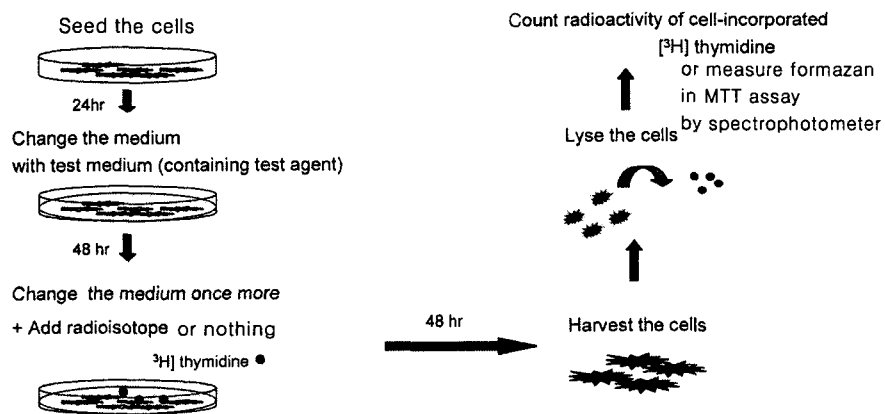 Seed the cells
24hr
Change the medium
with test medium (containing test agent)
48 hr
Change the medium once more
+ Add radioisotope or nothing
³H] thymidine
48 hr
Harvest the cells
Lyse the cells
Count radioactivity of cell-incorporated
[³H] thymidine
or measure formazan
in MTT assay
by spectrophotometer